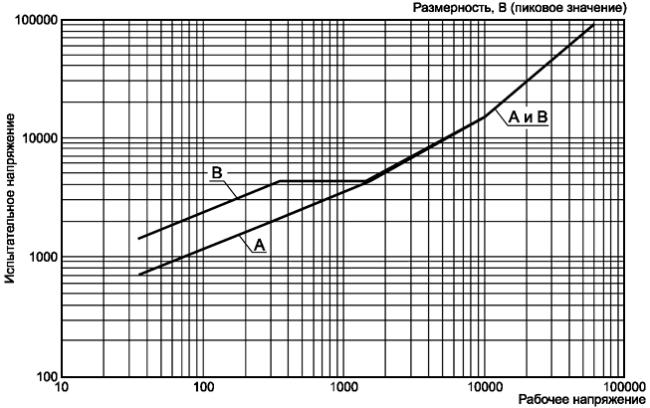 Размерность, В (пиковое значение)
100000
10000
1000
100
Испытательное напряжение
В
А
А и В
10
100
1000
10000
100000
Рабочее напряжение